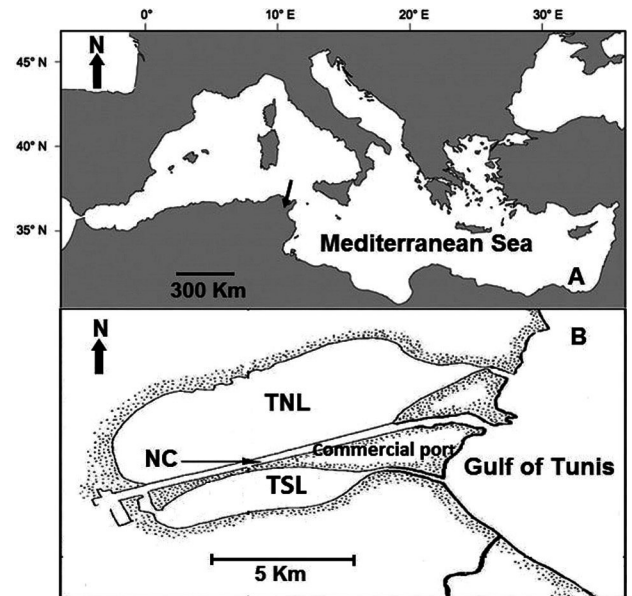 0° 10° E 20° E 30° E
45° N
N
40° N
35° N
Mediterranean Sea
300 Km
A
N
B
TNL
NC
Commercial port
Gulf of Tunis
TSL
5 Km